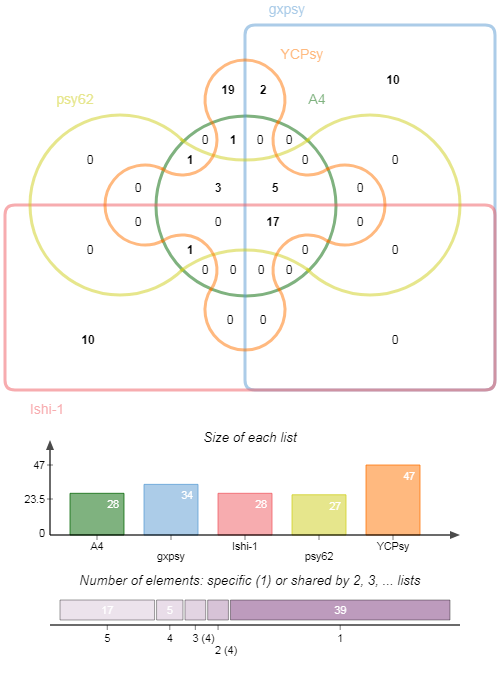 gxpsy
YCPsy
10
19 2
psy62
A4
0 1 0 0
0 1 0 0
0 3 5 0
0 0 17 0
0 1 0 0
0 0 0 0
0 0
10 0
Ishi-1
Size of each list
47
23.5
0
28
34
28
27
47
A4
gxpsy
Ishi-1
psy62
YCPsy
Number of elements: specific (1) or shared by 2, 3, ... lists
17 5 39
5 4 3 (4) 2 (4) 1